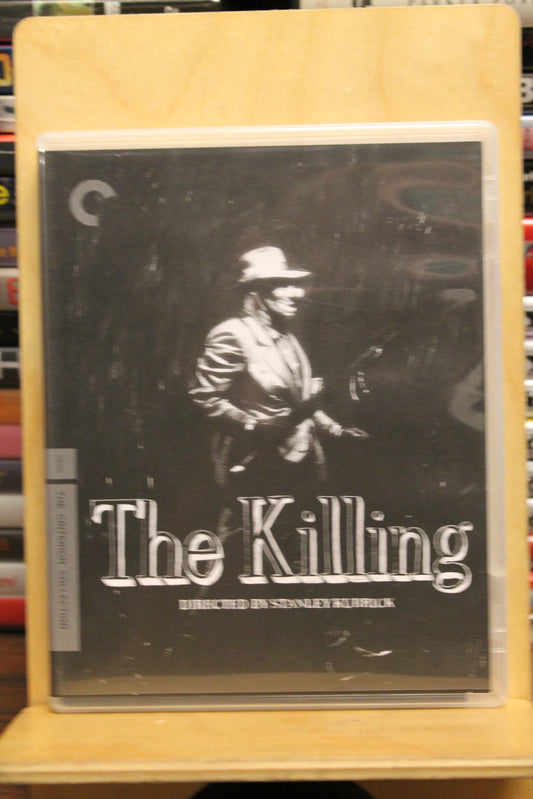 The Killing
DIRECTED BY STANLEY KUBRICK
THE CRITERION COLLECTION